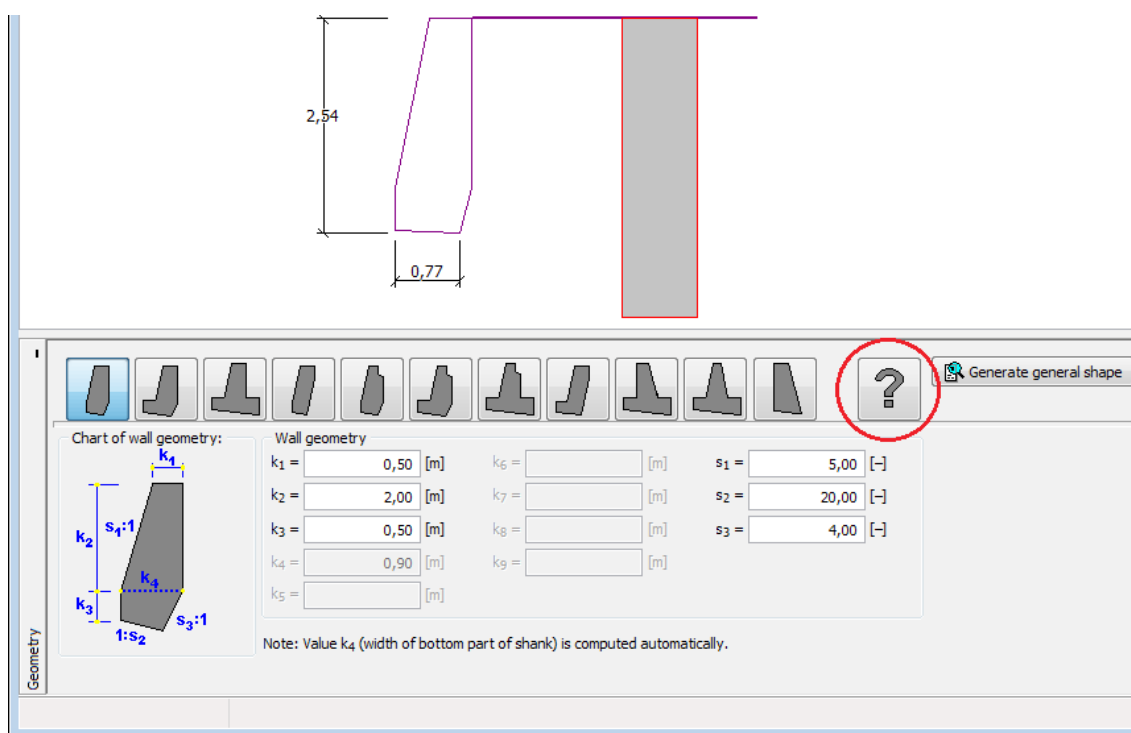 2,54
0,77
?
Generate general shape
Chart of wall geometry:
k1
k2
s1:1
k4
k3
s3:1
1:s2
Wall geometry
k1 = 0,50 [m] k6 = [m] s1 = 5,00 [–]
k2 = 2,00 [m] k7 = [m] s2 = 20,00 [–]
k3 = 0,50 [m] k8 = [m] s3 = 4,00 [–]
k4 = 0,90 [m] k9 = [m]
k5 = [m]
Note: Value k4 (width of bottom part of shank) is computed automatically.
Geometry